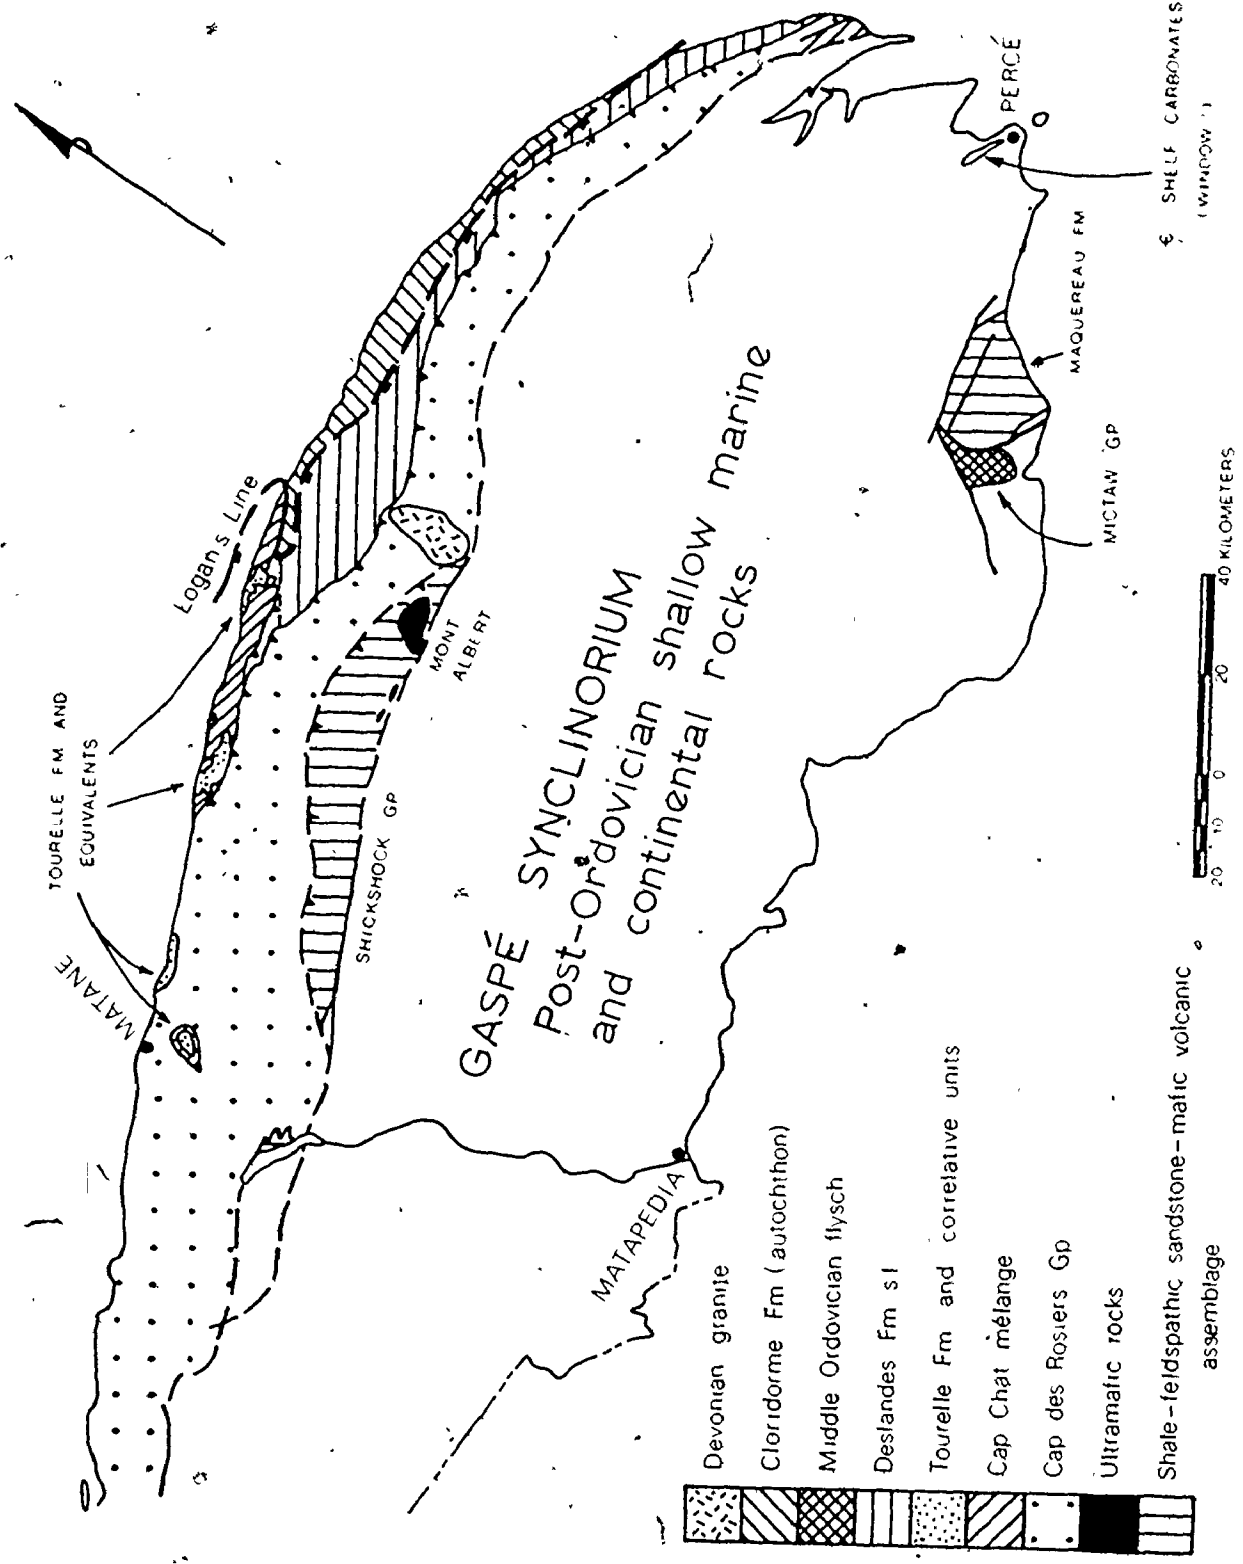 TOURELLE FM AND
EQUIVALENTS
Logan's Line
MATANE
SHICKSHOCK GP
MONT
ALBERT
GASPÉ SYNCLINORIUM
Post-Ordovician shallow marine
and continental rocks
PERCÉ
Є SHELF CARBONATES
(WINDOW)
MAQUEREAU FM
MICTAW GP
MATAPEDIA
20 10 0 20 40 KILOMETERS
Devonian granite
Cloridorme Fm (autochthon)
Middle Ordovician flysch
Deslandes Fm s l
Tourelle Fm and correlative units
Cap Chat mélange
Cap des Rosiers Gp
Ultramafic rocks
Shale-feldspathic sandstone-mafic volcanic
assemblage